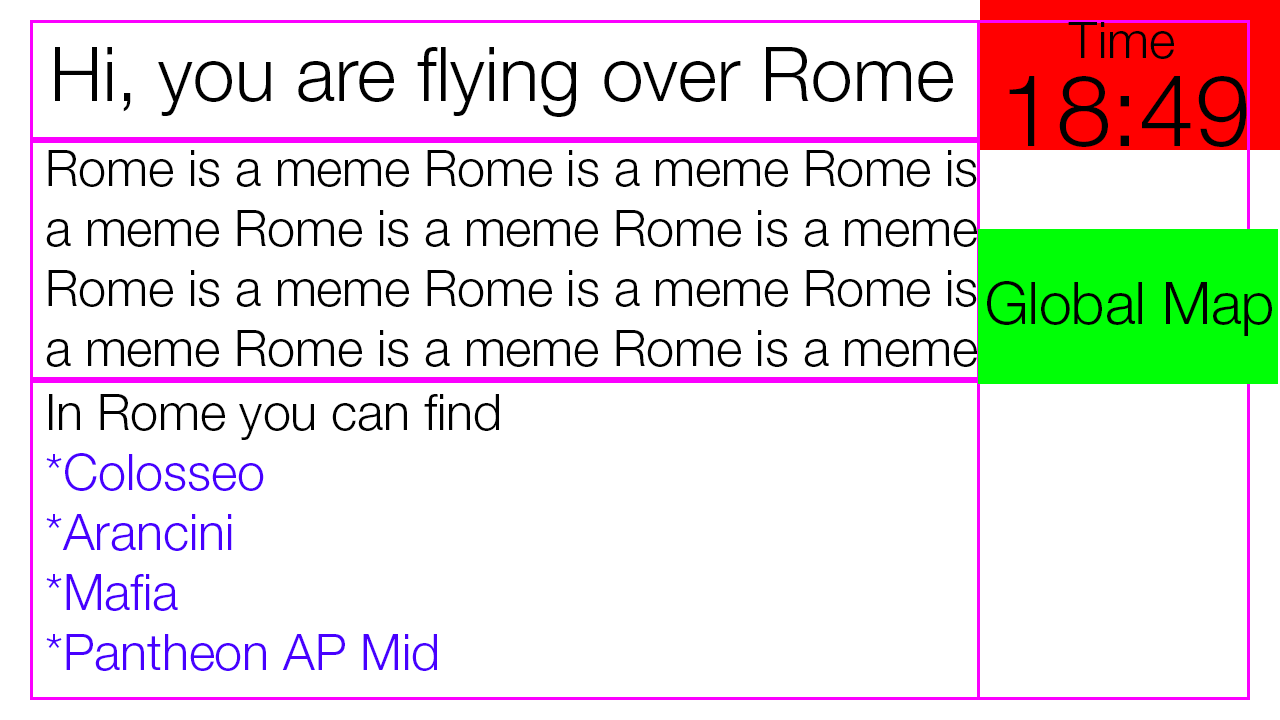 Hi, you are flying over Rome
Time
18:49
Rome is a meme Rome is a meme Rome is
a meme Rome is a meme Rome is a meme
Rome is a meme Rome is a meme Rome is
a meme Rome is a meme Rome is a meme
Global Map
In Rome you can find
*Colosseo
*Arancini
*Mafia
*Pantheon AP Mid